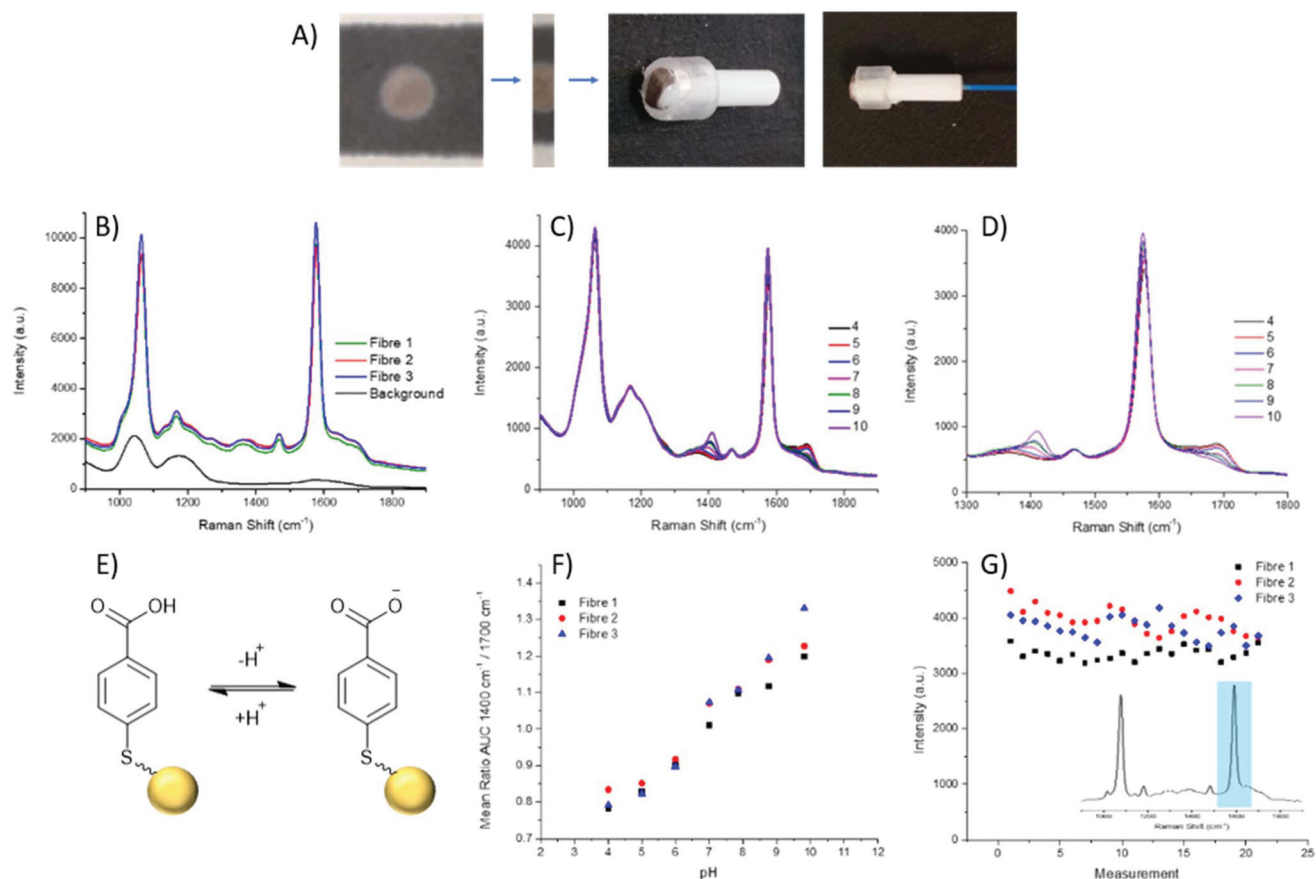 A)
B)
Intensity (a.u.)
10000
8000
6000
4000
2000
0
Fibre 1
Fibre 2
Fibre 3
Background
1000
1200
1400
1600
1800
Raman Shift (cm⁻¹)
C)
Intensity (a.u.)
4000
3000
2000
1000
0
4
5
6
7
8
9
10
1000
1200
1400
1600
1800
Raman Shift (cm⁻¹)
D)
Intensity (a.u.)
4000
3000
2000
1000
0
4
5
6
7
8
9
10
1300
1400
1500
1600
1700
1800
Raman Shift (cm⁻¹)
E)
O
OH
S
-H⁺
+H⁺
O
O⁻
S
F)
Mean Ratio AUC 1400 cm⁻¹ / 1700 cm⁻¹
1.4
1.3
1.2
1.1
1.0
0.9
0.8
0.7
Fibre 1
Fibre 2
Fibre 3
2
3
4
5
6
7
8
9
10
11
12
pH
G)
Intensity (a.u.)
5000
4000
3000
2000
1000
0
Fibre 1
Fibre 2
Fibre 3
Raman Shift (cm⁻¹)
0
5
10
15
20
25
Measurement